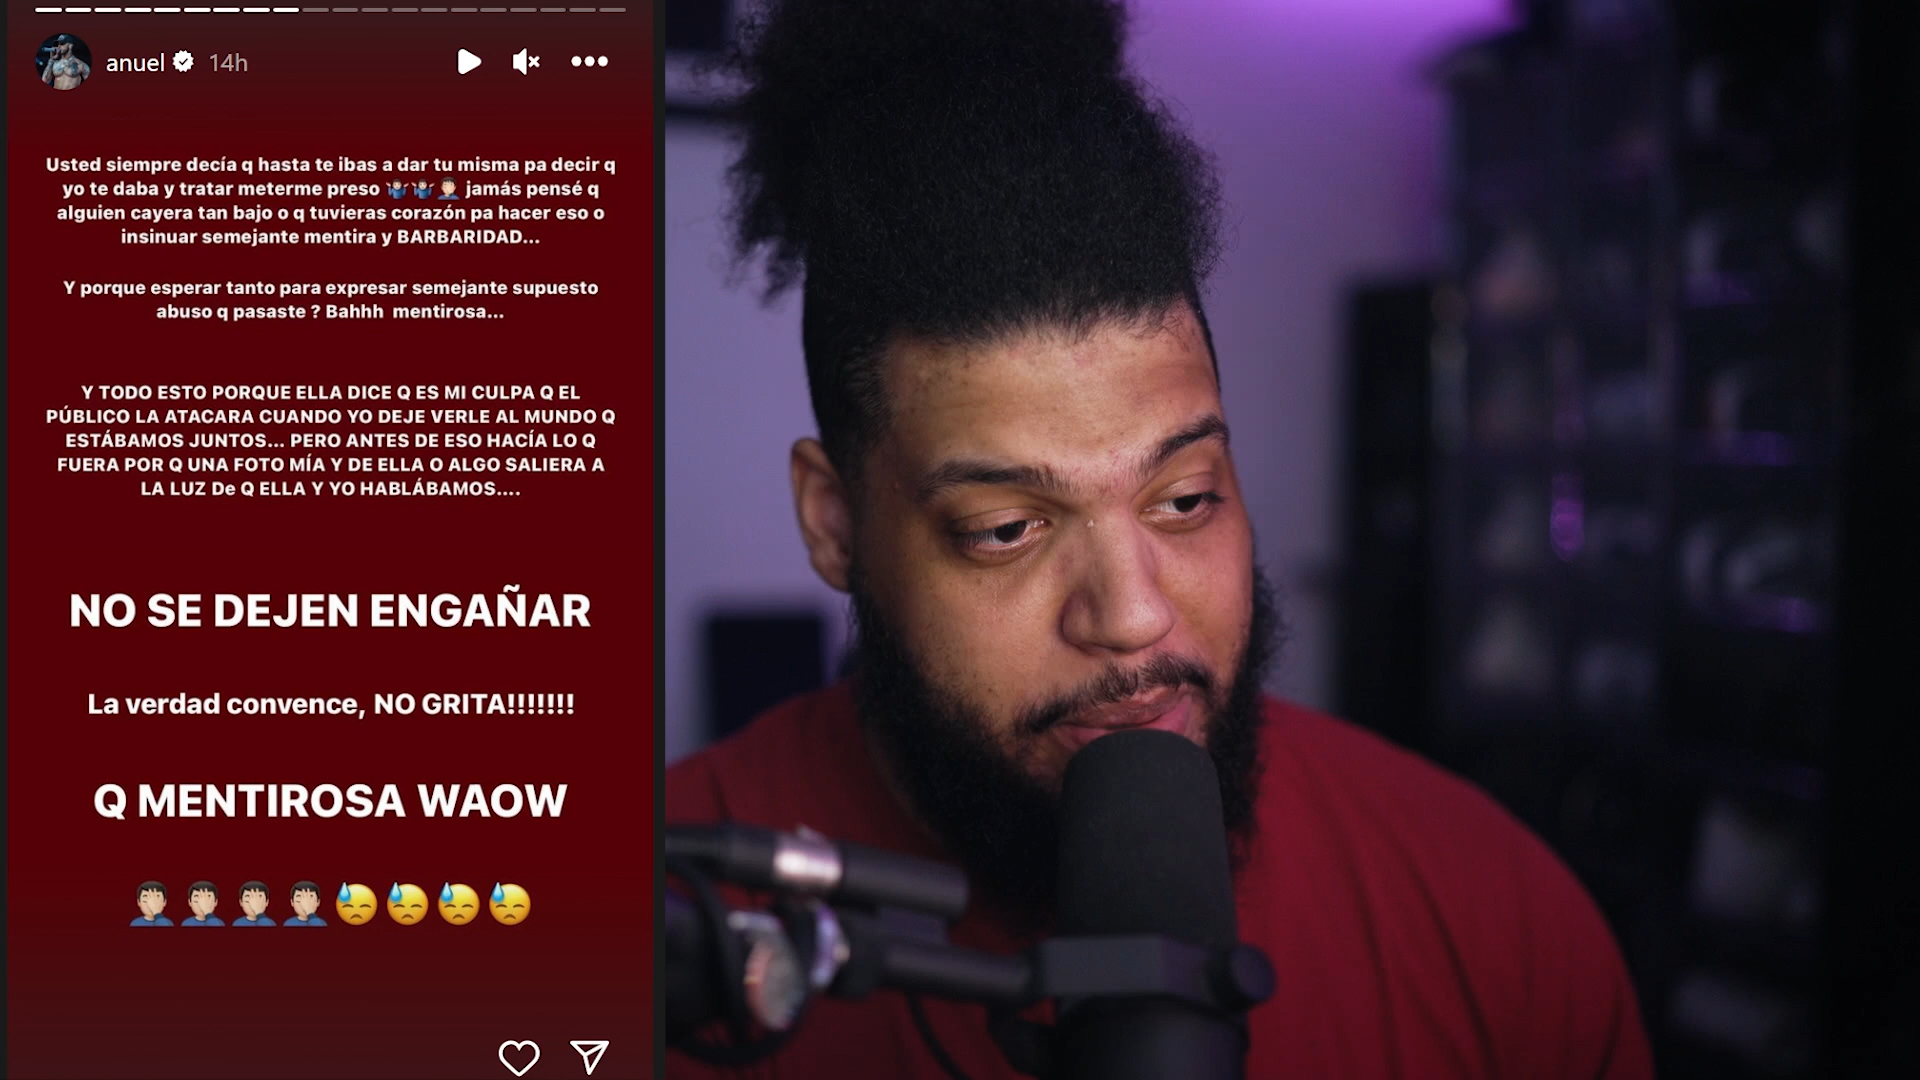 anuel 14h
Usted siempre decía q hasta te ibas a dar tu misma pa decir q
yo te daba y tratar meterme preso 🤷🏻‍♂️🤷🏻‍♂️🤦🏻‍♂️ jamás pensé q
alguien cayera tan bajo o q tuvieras corazón pa hacer eso o
insinuar semejante mentira y BARBARIDAD...
Y porque esperar tanto para expresar semejante supuesto
abuso q pasaste ? Bahhh mentirosa...
Y TODO ESTO PORQUE ELLA DICE Q ES MI CULPA Q EL
PÚBLICO LA ATACARA CUANDO YO DEJE VERLE AL MUNDO Q
ESTÁBAMOS JUNTOS... PERO ANTES DE ESO HACÍA LO Q
FUERA POR Q UNA FOTO MÍA Y DE ELLA O ALGO SALIERA A
LA LUZ De Q ELLA Y YO HABLÁBAMOS....
NO SE DEJEN ENGAÑAR
La verdad convence, NO GRITA!!!!!!!
Q MENTIROSA WAOW
🤦🏻‍♂️🤦🏻‍♂️🤦🏻‍♂️🤦🏻‍♂️😓😓😓😓